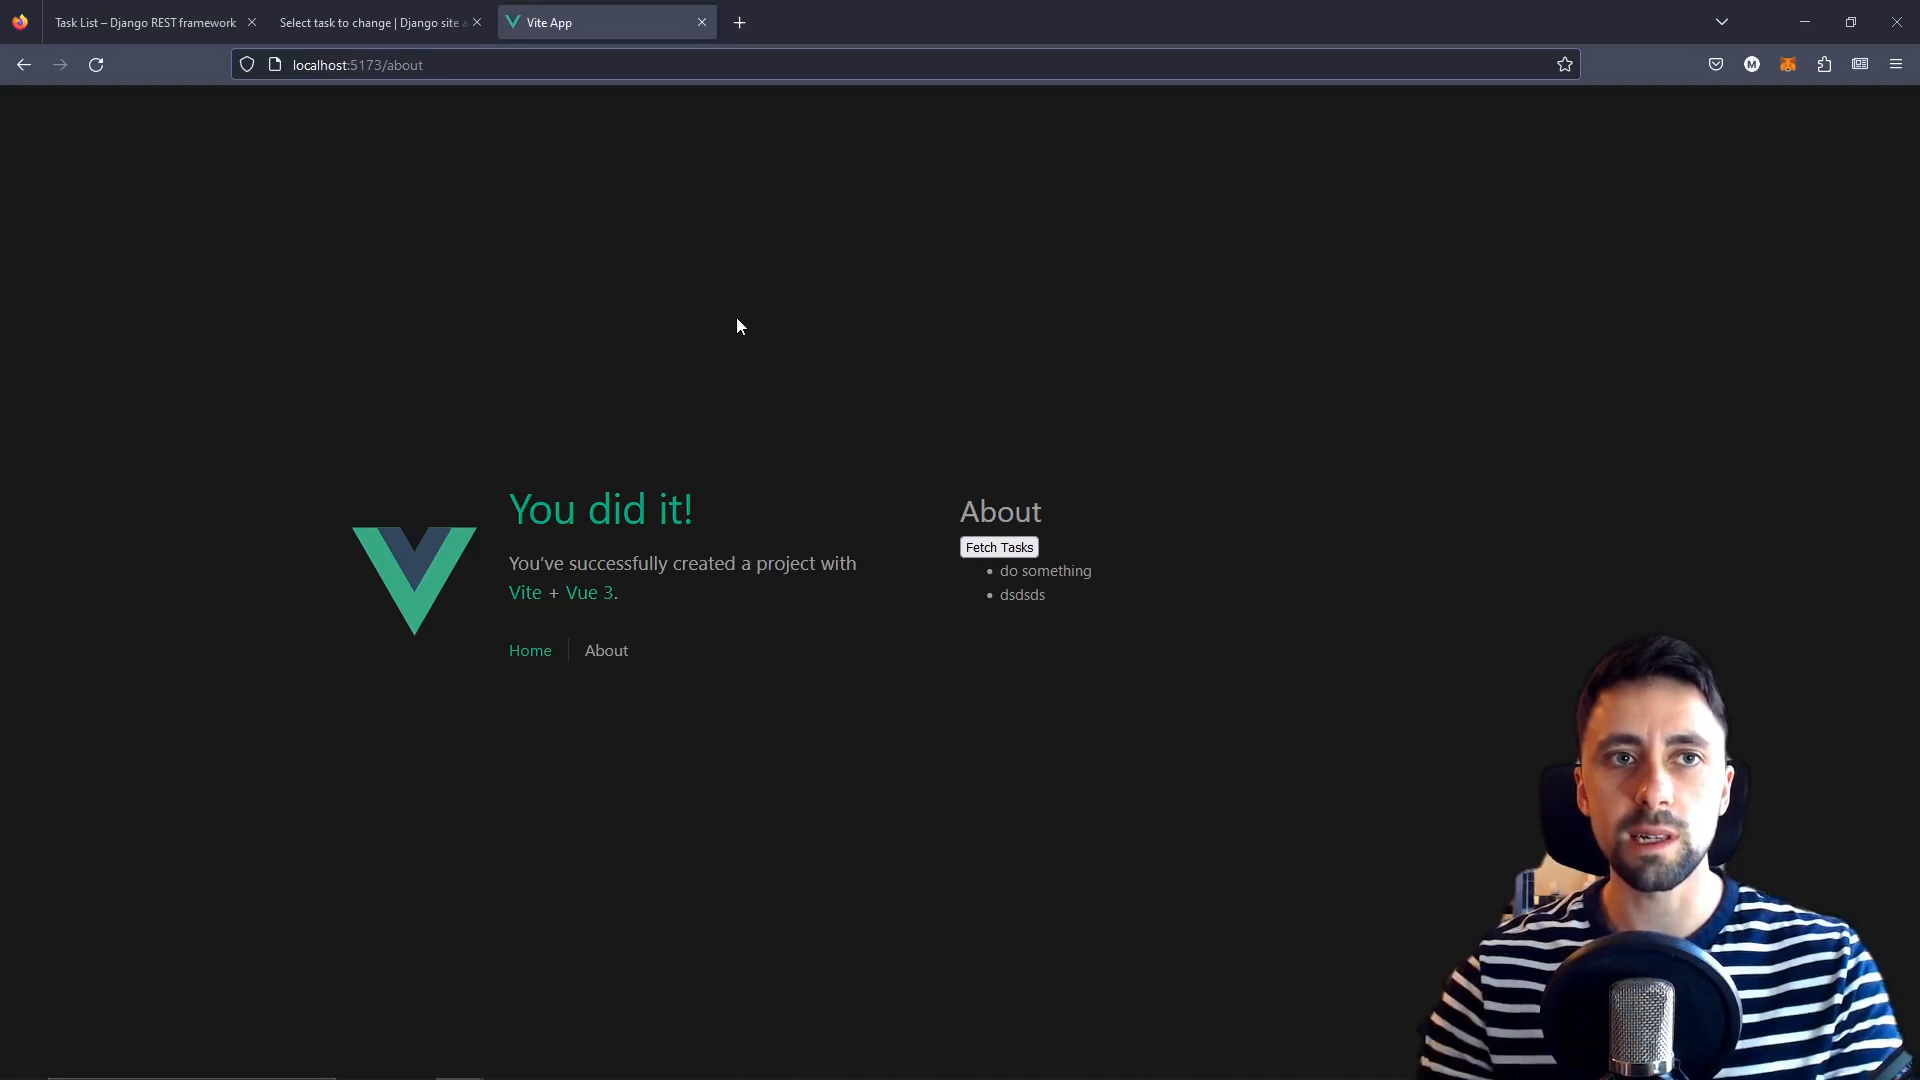 Task List – Django REST framework
Select task to change | Django site a
Vite App
localhost:5173/about
M
You did it!
You've successfully created a project with
Vite + Vue 3.
Home
About
About
Fetch Tasks
do something
dsdsds